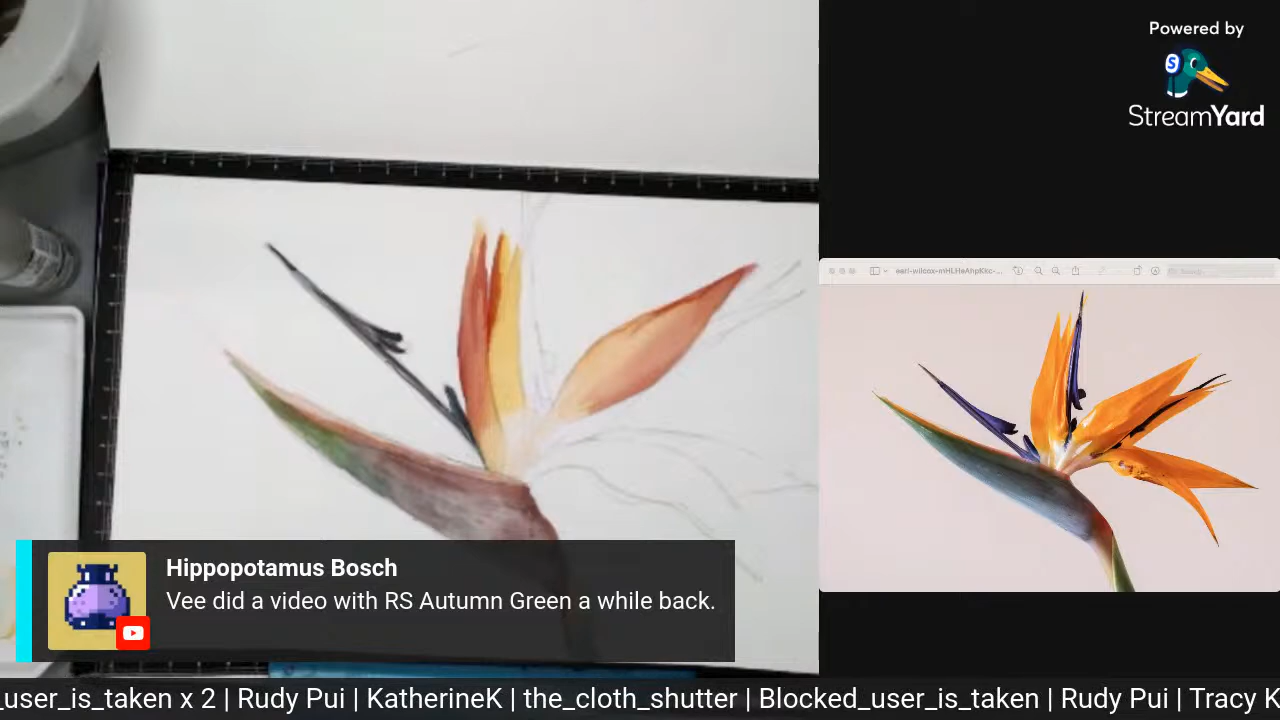 Powered by
StreamYard
Hippopotamus Bosch
Vee did a video with RS Autumn Green a while back.
_user_is_taken x 2 | Rudy Pui | KatherineK | the_cloth_shutter | Blocked_user_is_taken | Rudy Pui | Tracy K